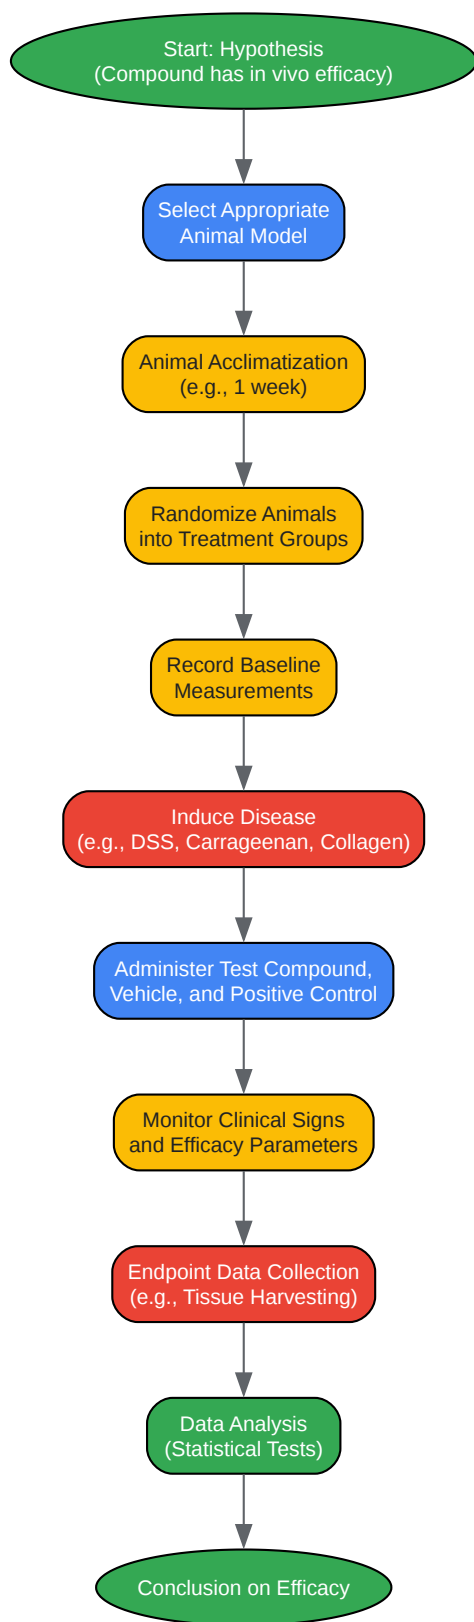 Start: Hypothesis
(Compound has in vivo efficacy)
Select Appropriate
Animal Model
Animal Acclimatization
(e.g., 1 week)
Randomize Animals
into Treatment Groups
Record Baseline
Measurements
Induce Disease
(e.g., DSS, Carrageenan, Collagen)
Administer Test Compound,
Vehicle, and Positive Control
Monitor Clinical Signs
and Efficacy Parameters
Endpoint Data Collection
(e.g., Tissue Harvesting)
Data Analysis
(Statistical Tests)
Conclusion on Efficacy